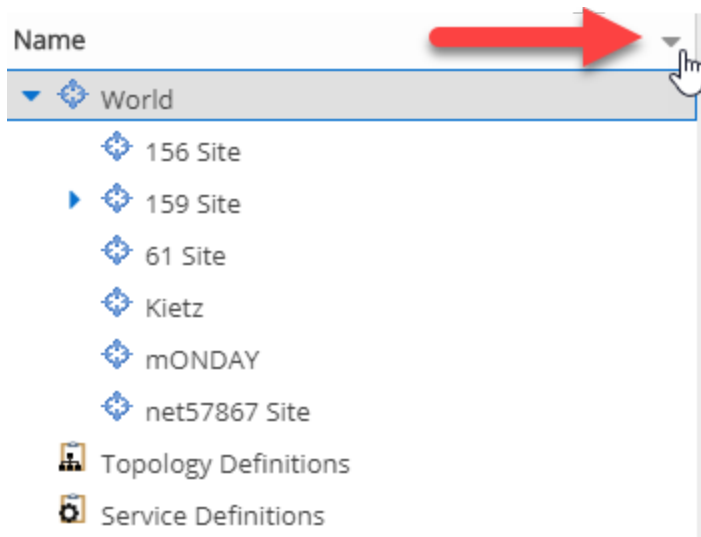 Name
World
156 Site
159 Site
61 Site
Kietz
mONDAY
net57867 Site
Topology Definitions
Service Definitions